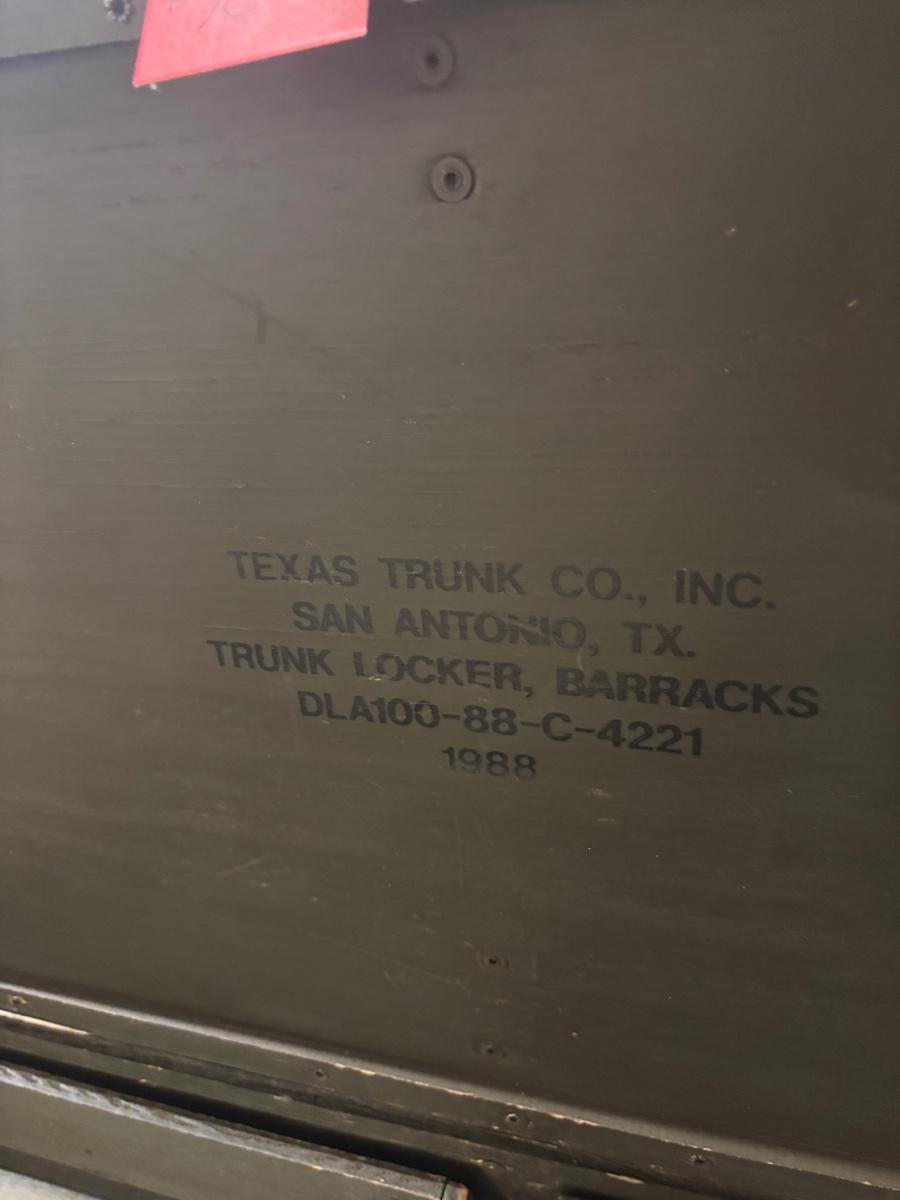 TEXAS TRUNK CO., INC.
SAN ANTONIO, TX.
TRUNK LOCKER, BARRACKS
DLA100-88-C-4221
1988